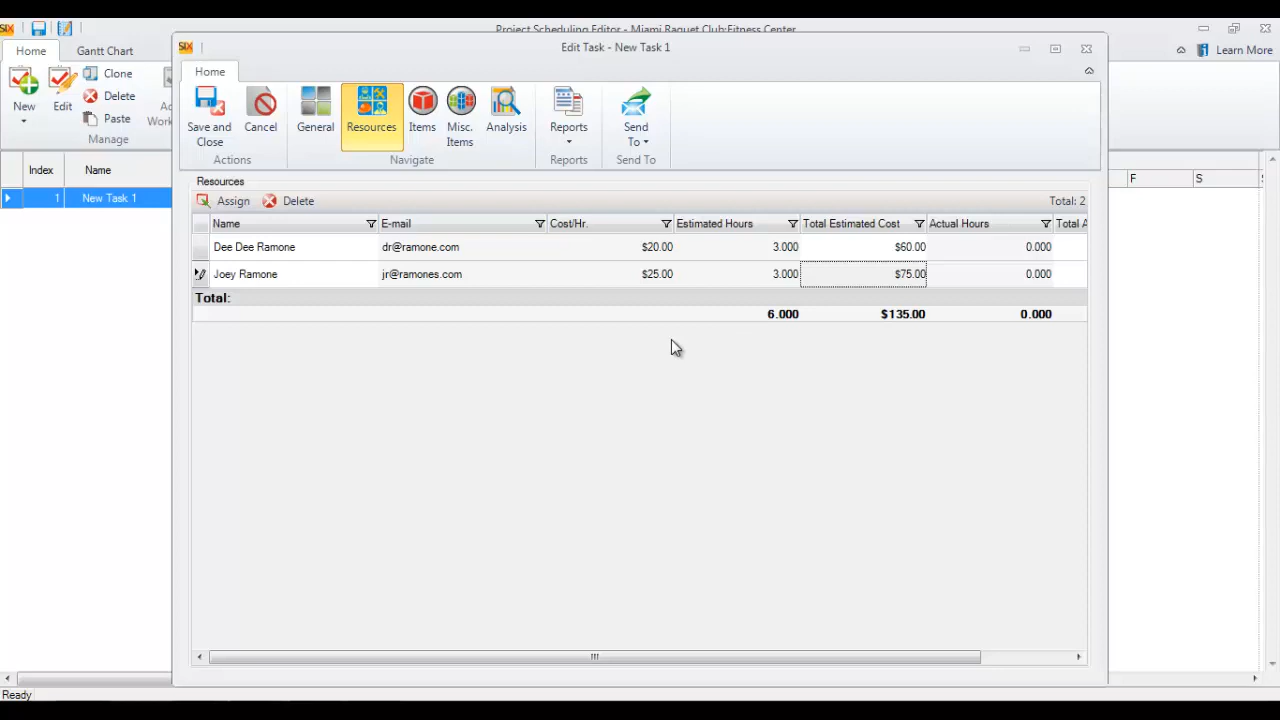 SIX
Project Scheduling Editor - Miami Raquet Club:Fitness Center
Home
Gantt Chart
Learn More
New
Edit
Clone
Delete
Paste
Manage
Index
Name
1
New Task 1
F
S
SIX
Edit Task - New Task 1
Home
Save and Close
Cancel
General
Resources
Items
Misc. Items
Analysis
Reports
Send To
Actions
Navigate
Reports
Send To
Resources
Assign
Delete
Total: 2
Name
E-mail
Cost/Hr.
Estimated Hours
Total Estimated Cost
Actual Hours
Total A
Dee Dee Ramone
dr@ramone.com
$20.00
3.000
$60.00
0.000
Joey Ramone
jr@ramones.com
$25.00
3.000
$75.00
0.000
Total:
6.000
$135.00
0.000
Ready